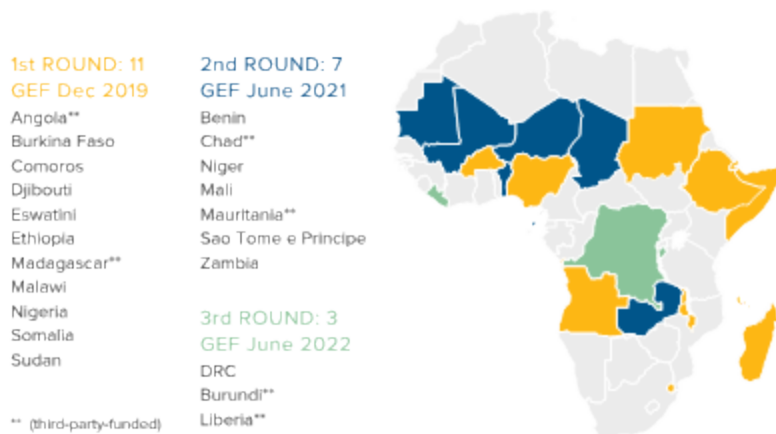 1st ROUND: 11
GEF Dec 2019
Angola**
Burkina Faso
Comoros
Djibouti
Eswatini
Ethiopia
Madagascar**
Malawi
Nigeria
Somalia
Sudan
** (third-party-funded)
2nd ROUND: 7
GEF June 2021
Benin
Chad**
Niger
Mali
Mauritania**
Sao Tome e Principe
Zambia
3rd ROUND: 3
GEF June 2022
DRC
Burundi**
Liberia**